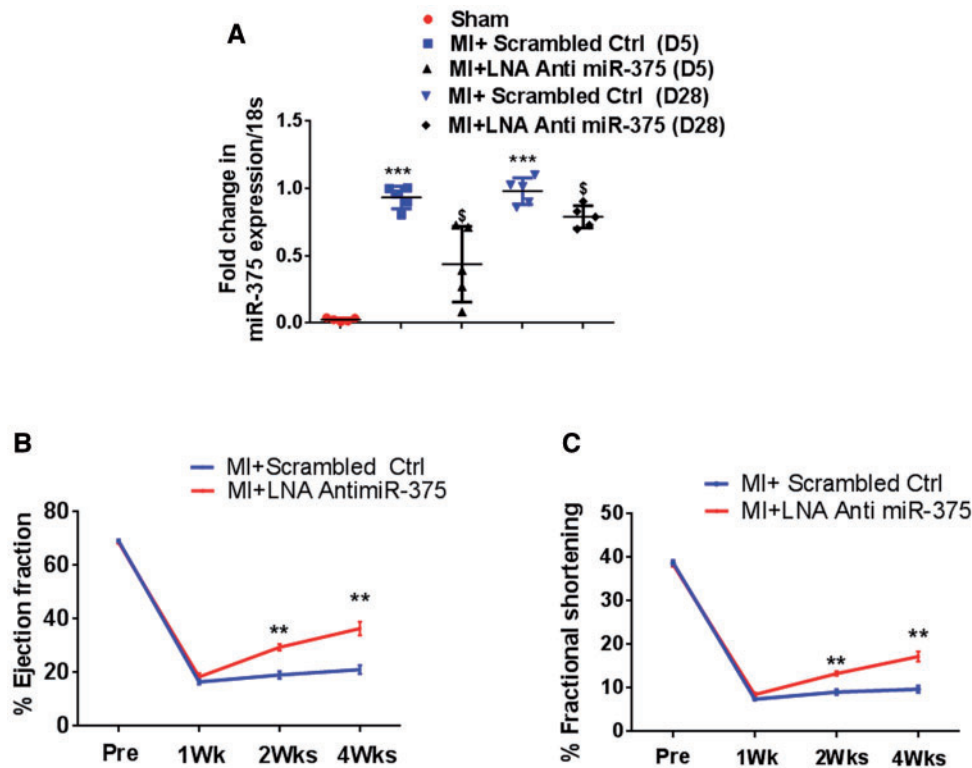 A
Sham
MI+ Scrambled Ctrl (D5)
MI+LNA Anti miR-375 (D5)
MI+ Scrambled Ctrl (D28)
MI+LNA Anti miR-375 (D28)
Fold change in
miR-375 expression/18s
1.5
1.0
0.5
0.0
***
$
***
$
B
MI+Scrambled Ctrl
MI+LNA AntimiR-375
% Ejection fraction
80
60
40
20
0
**
**
Pre 1Wk 2Wks 4Wks
C
MI+ Scrambled Ctrl
MI+LNA Anti miR-375
% Fractional shortening
50
40
30
20
10
0
**
**
Pre 1Wk 2Wks 4Wks